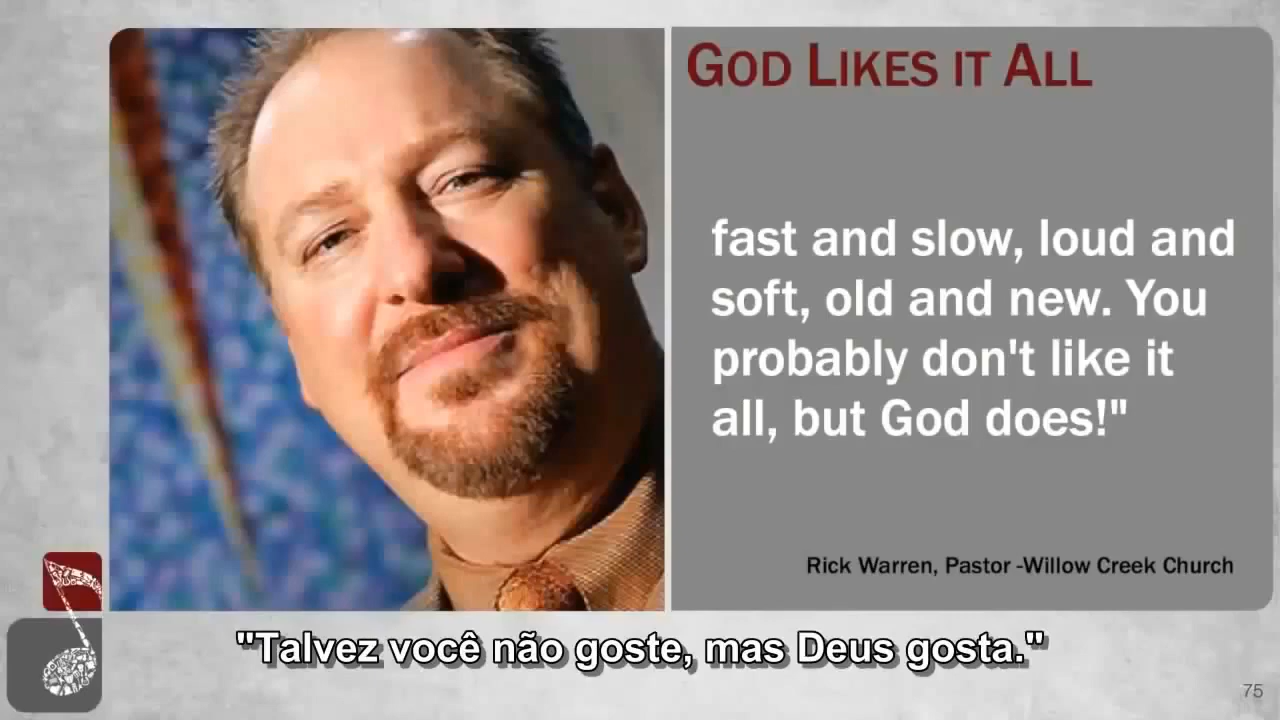 GOD LIKES IT ALL
fast and slow, loud and
soft, old and new. You
probably don't like it
all, but God does!"
Rick Warren, Pastor -Willow Creek Church
"Talvez você não goste, mas Deus gosta."
75